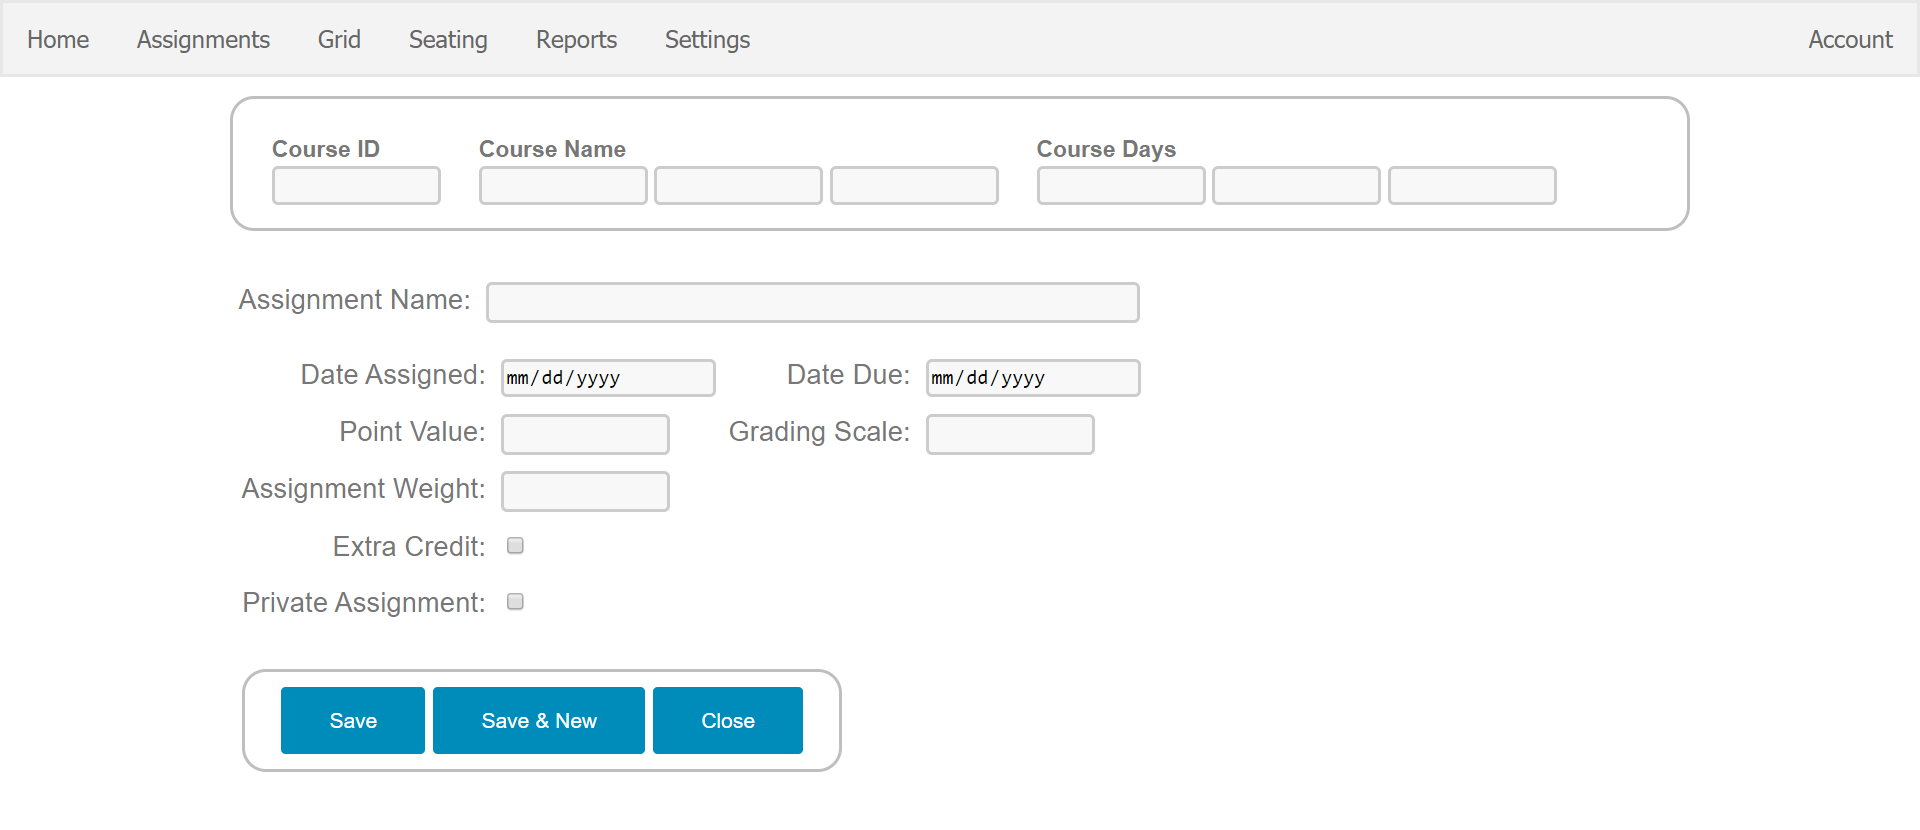 Home Assignments Grid Seating Reports Settings Account
Course ID Course Name Course Days
Assignment Name:
Date Assigned: mm/dd/yyyy Date Due: mm/dd/yyyy
Point Value: Grading Scale:
Assignment Weight:
Extra Credit:
Private Assignment:
Save Save & New Close